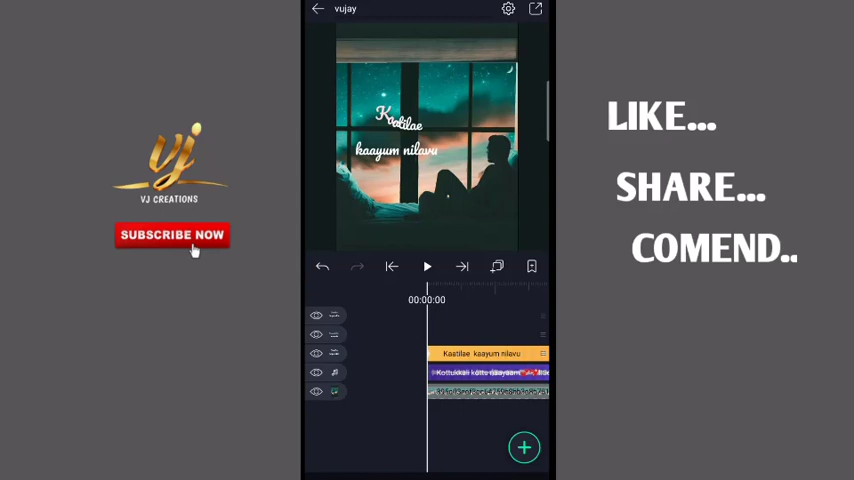 vujay
vj
VJ CREATIONS
SUBSCRIBE NOW
Kaatilae
kaayum nilavu
LIKE...
SHARE...
COMEND..
00:00:00
Kaatilae kaayum nilavu